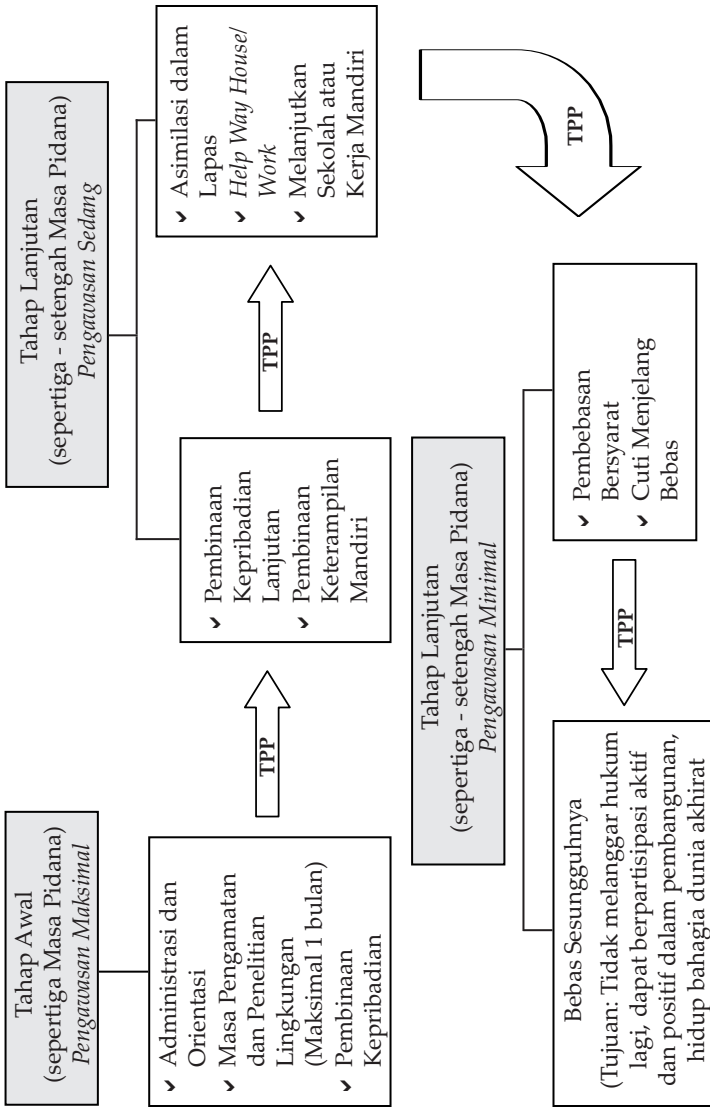 Tahap Awal
(sepertiga Masa Pidana)
Pengawasan Maksimal
✓ Administrasi dan
Orientasi
✓ Masa Pengamatan
dan Penelitian
Lingkungan
(Maksimal 1 bulan)
✓ Pembinaan
Kepribadian
TPP
Tahap Lanjutan
(sepertiga - setengah Masa Pidana)
Pengawasan Sedang
✓ Pembinaan
Kepribadian
Lanjutan
✓ Pembinaan
Keterampilan
Mandiri
TPP
✓ Asimilasi dalam
Lapas
✓ Help Way House/
Work
✓ Melanjutkan
Sekolah atau
Kerja Mandiri
TPP
Tahap Lanjutan
(sepertiga - setengah Masa Pidana)
Pengawasan Minimal
✓ Pembebasan
Bersyarat
✓ Cuti Menjelang
Bebas
TPP
Bebas Sesungguhnya
(Tujuan: Tidak melanggar hukum
lagi, dapat berpartisipasi aktif
dan positif dalam pembangunan,
hidup bahagia dunia akhirat